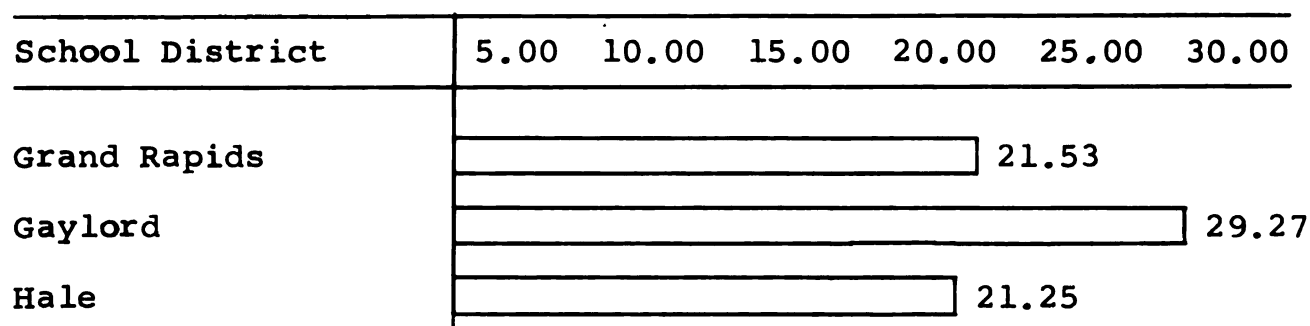 School District 5.00 10.00 15.00 20.00 25.00 30.00
Grand Rapids 21.53
Gaylord 29.27
Hale 21.25